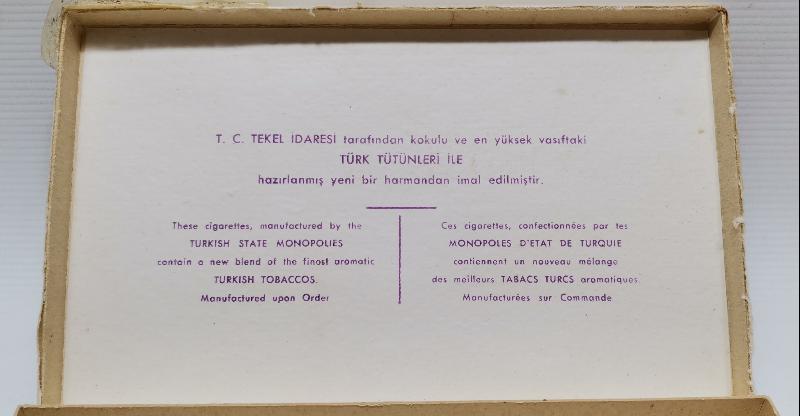 T. C. TEKEL İDARESİ tarafından kokulu ve en yüksek vasıftaki
TÜRK TÜTÜNLERİ İLE
hazırlanmış yeni bir harmandan imal edilmiştir.
These cigarettes, manufactured by the
TURKISH STATE MONOPOLIES
contain a new blend of the finest aromatic
TURKISH TOBACCOS.
Manufactured upon Order
Ces cigarettes, confectionnées par les
MONOPOLES D'ETAT DE TURQUIE
contiennent un nouveau mélange
des meilleurs TABACS TURCS aromatiques.
Manufacturées sur Commande